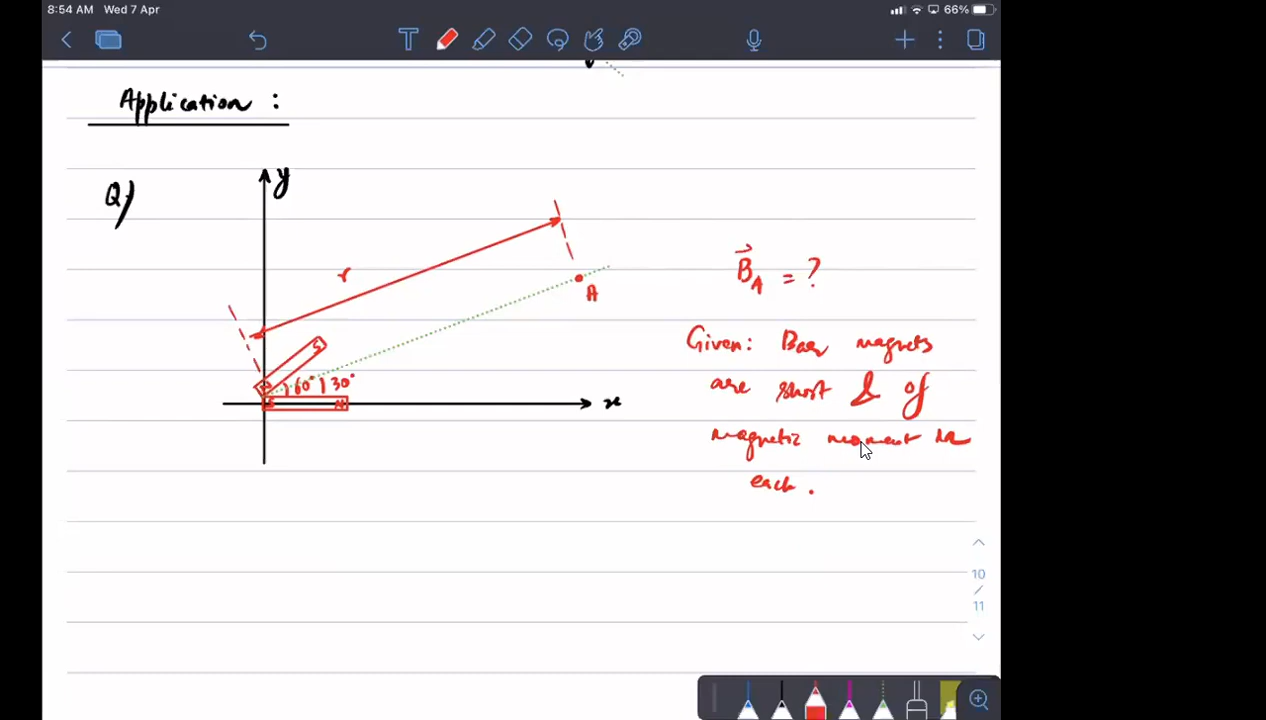 8:54 AM Wed 7 Apr
66%
T
Application :
Q)
y
r
A
60° 30°
S
N
x
B⃗_A = ?
Given: Bar magnets
are short & of
magnetic moment m
each .
10
/
11